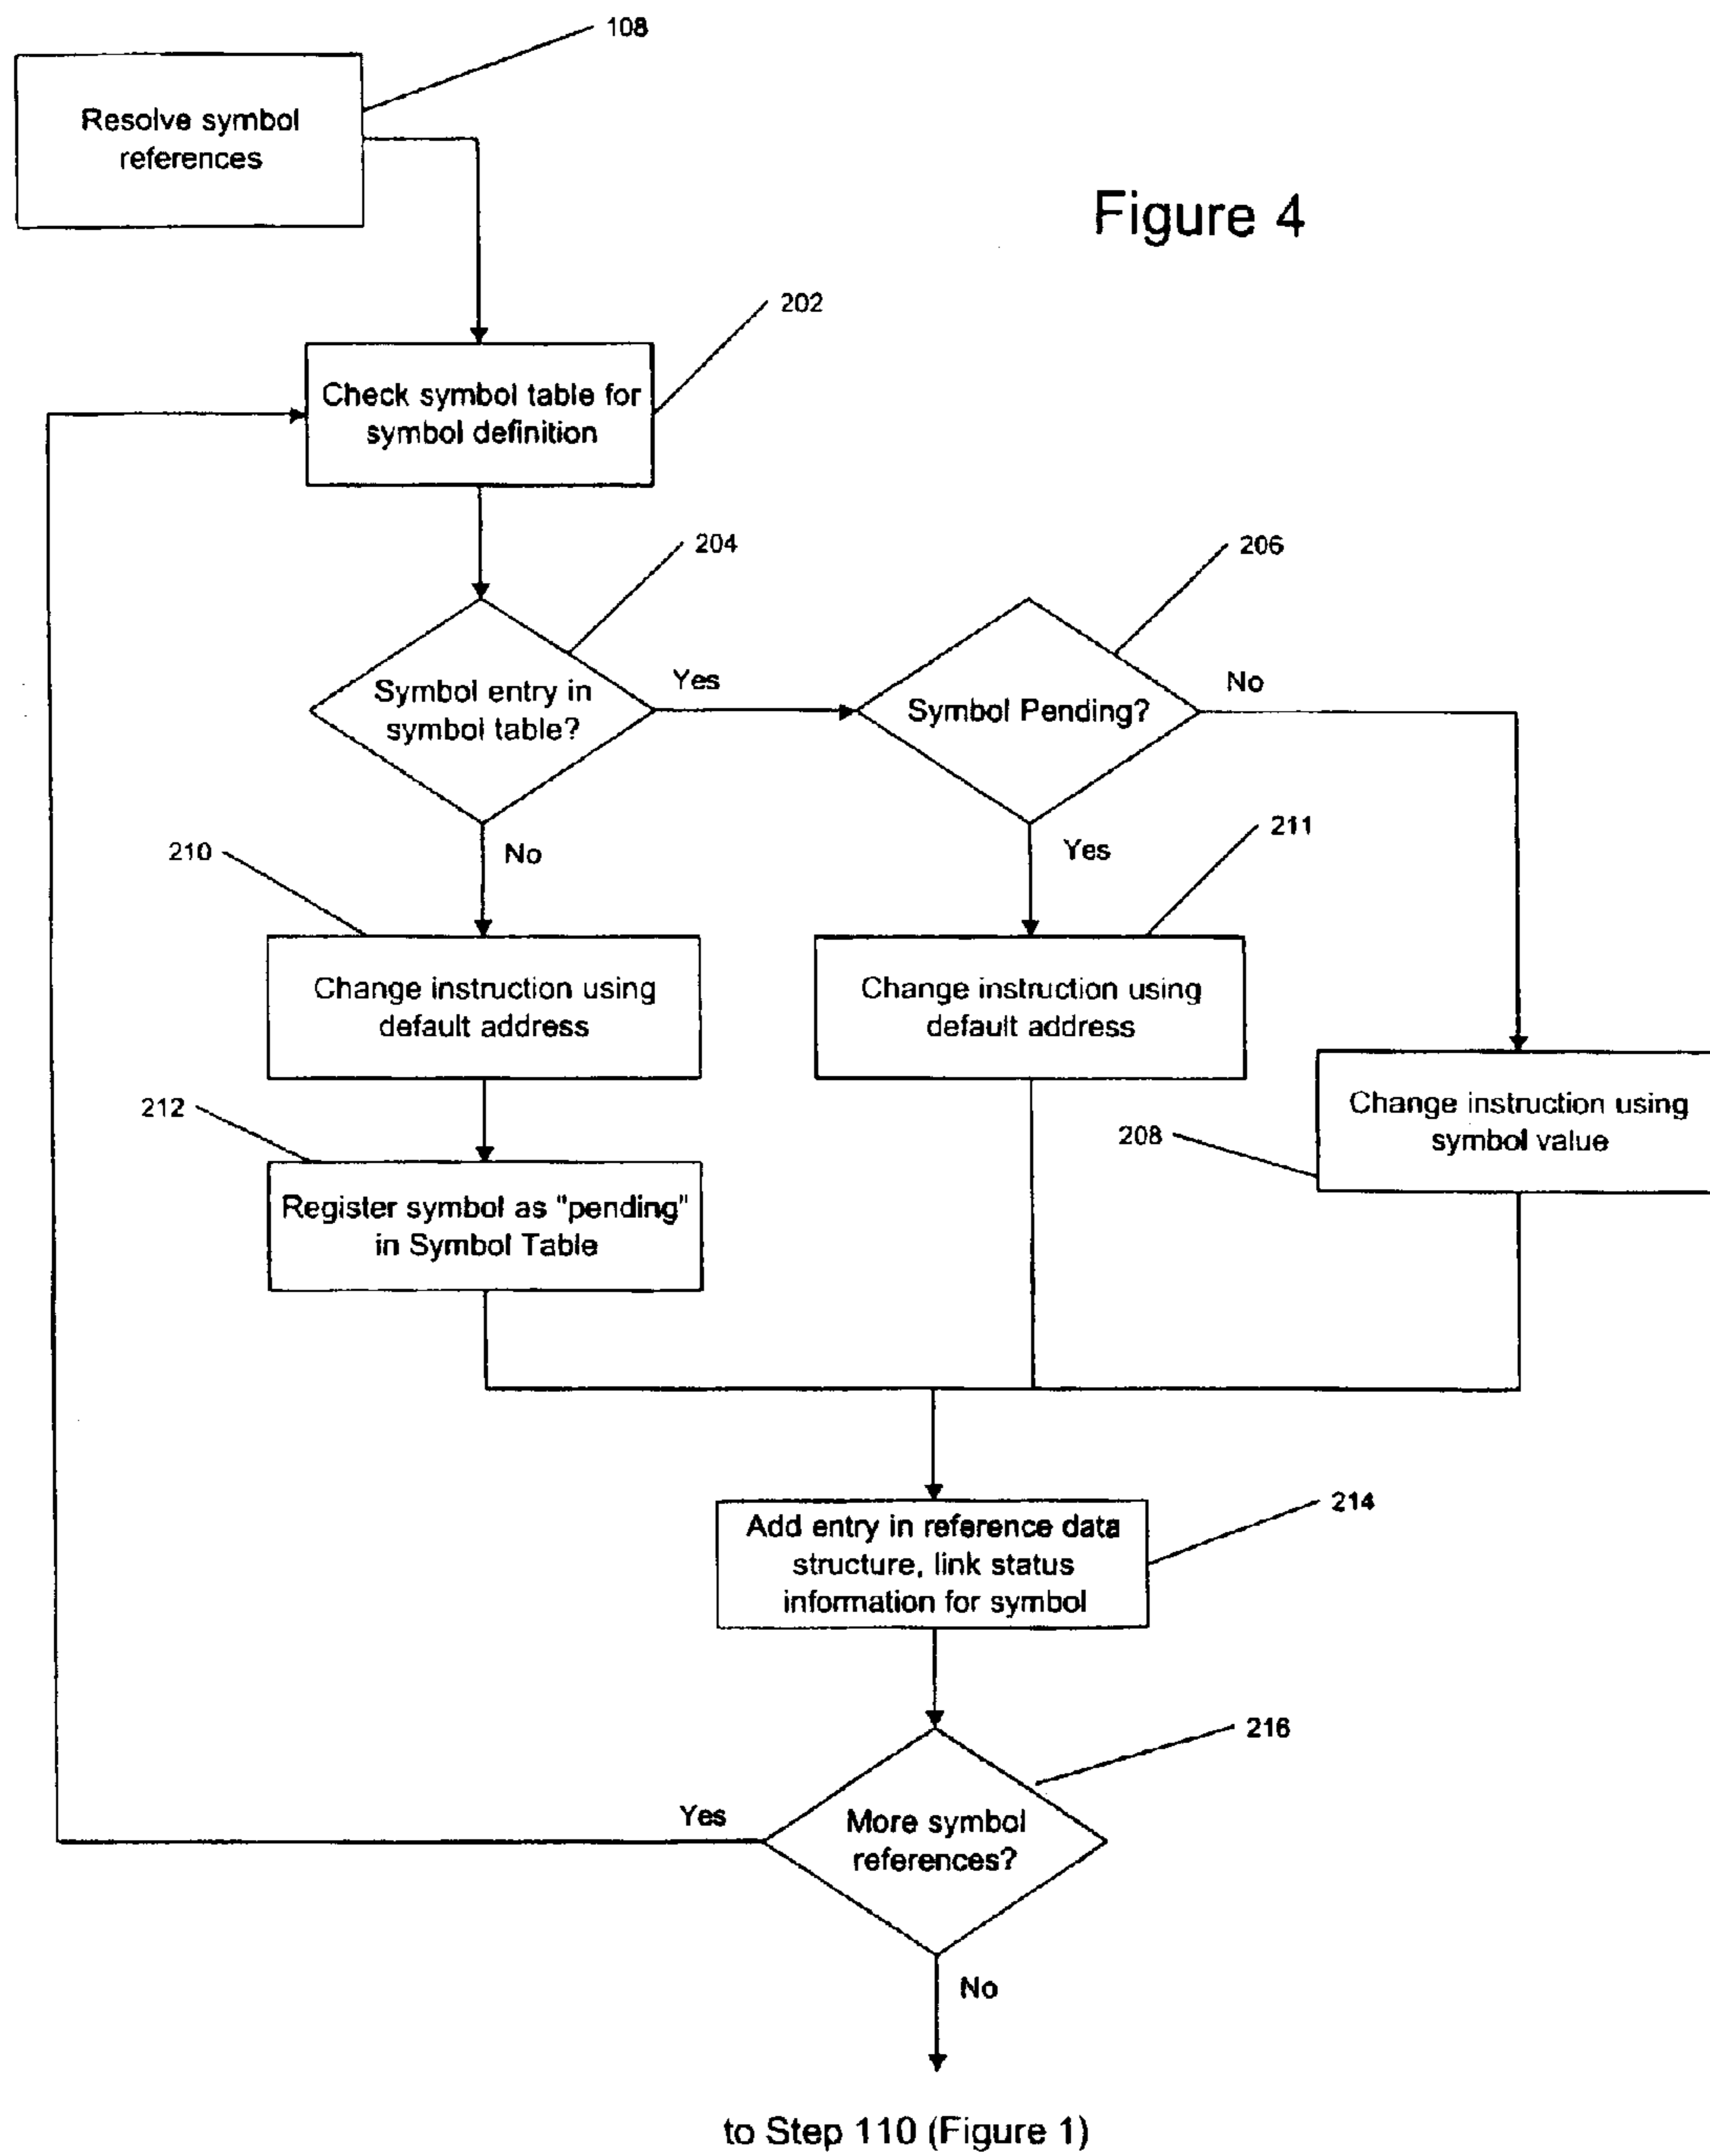 108
Resolve symbol
references
Figure 4
202
Check symbol table for
symbol definition
204
206
Symbol entry in
symbol table?
Yes
Symbol Pending?
No
210
No
Yes
211
Change instruction using
default address
Change instruction using
default address
212
208
Change instruction using
symbol value
Register symbol as "pending"
in Symbol Table
214
Add entry in reference data
structure, link status
information for symbol
216
Yes
More symbol
references?
No
to Step 110 (Figure 1)